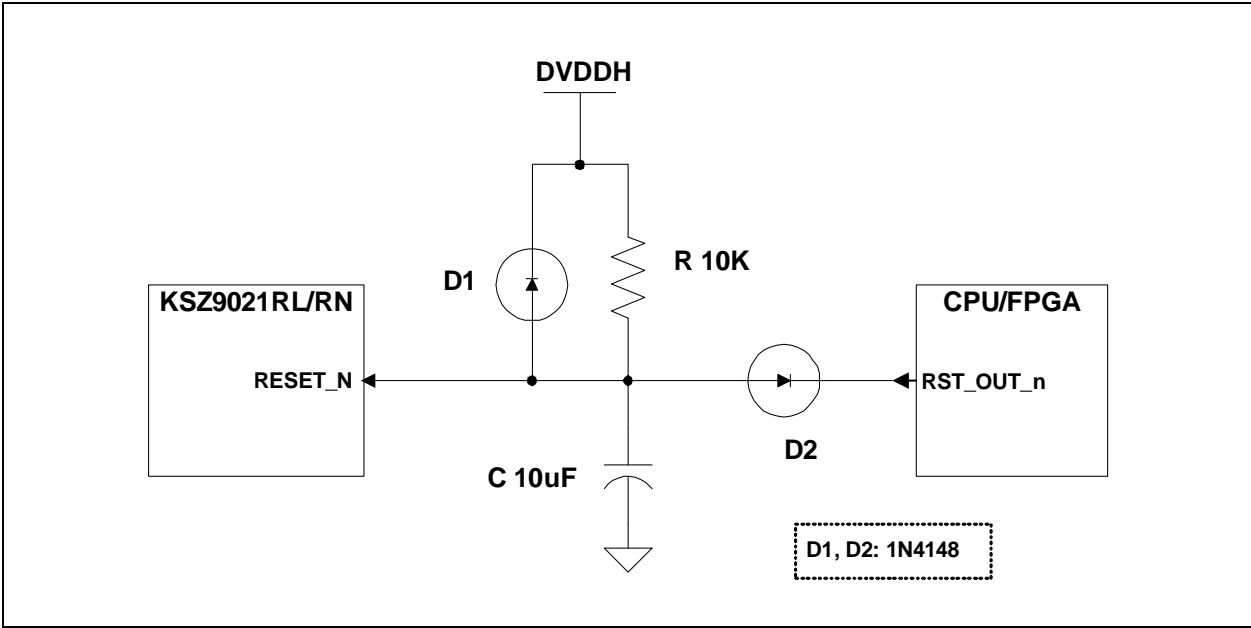 DVDDH
D1
R 10K
KSZ9021RL/RN
CPU/FPGA
RESET_N
RST_OUT_n
D2
C 10uF
D1, D2: 1N4148